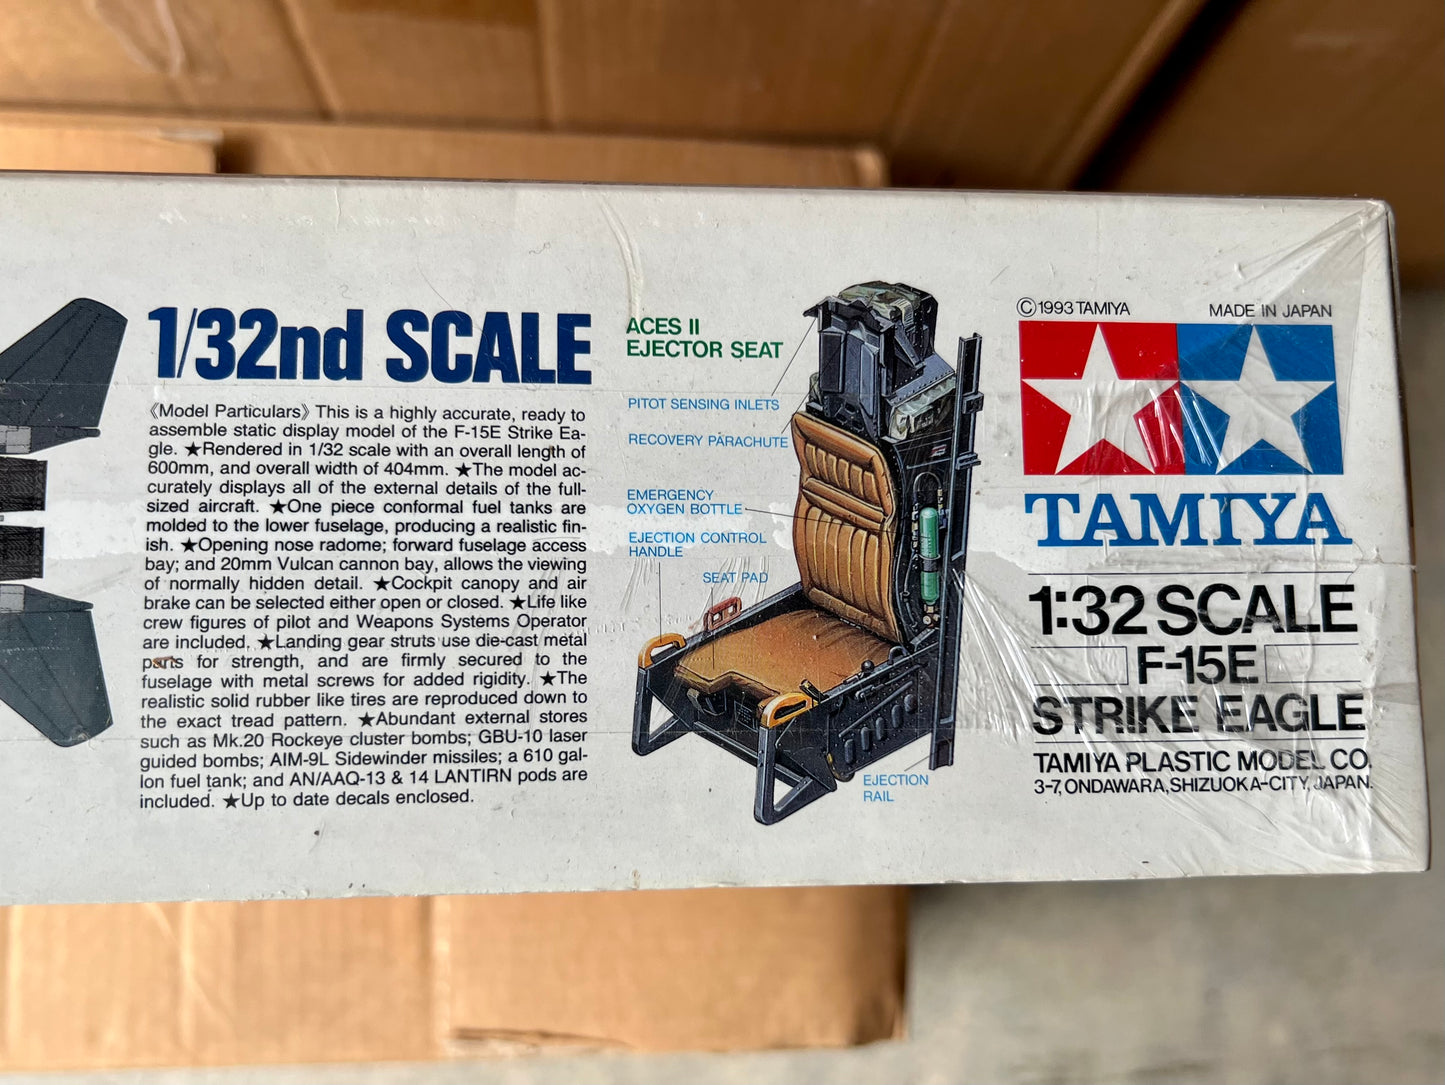 1/32nd SCALE
《Model Particulars》This is a highly accurate, ready to
assemble static display model of the F-15E Strike Ea-
gle. ★Rendered in 1/32 scale with an overall length of
600mm, and overall width of 404mm. ★The model ac-
curately displays all of the external details of the full-
sized aircraft. ★One piece conformal fuel tanks are
molded to the lower fuselage, producing a realistic fin-
ish. ★Opening nose radome; forward fuselage access
bay; and 20mm Vulcan cannon bay, allows the viewing
of normally hidden detail. ★Cockpit canopy and air
brake can be selected either open or closed. ★Life like
crew figures of pilot and Weapons Systems Operator
are included. ★Landing gear struts use die-cast metal
parts for strength, and are firmly secured to the
fuselage with metal screws for added rigidity. ★The
realistic solid rubber like tires are reproduced down to
the exact tread pattern. ★Abundant external stores
such as Mk.20 Rockeye cluster bombs; GBU-10 laser
guided bombs; AIM-9L Sidewinder missiles; a 610 gal-
lon fuel tank; and AN/AAQ-13 & 14 LANTIRN pods are
included. ★Up to date decals enclosed.
ACES II
EJECTOR SEAT
PITOT SENSING INLETS
RECOVERY PARACHUTE
EMERGENCY
OXYGEN BOTTLE
EJECTION CONTROL
HANDLE
SEAT PAD
EJECTION
RAIL
©1993 TAMIYA MADE IN JAPAN
TAMIYA
1:32 SCALE
F-15E
STRIKE EAGLE
TAMIYA PLASTIC MODEL CO.
3-7, ONDAWARA, SHIZUOKA-CITY, JAPAN.